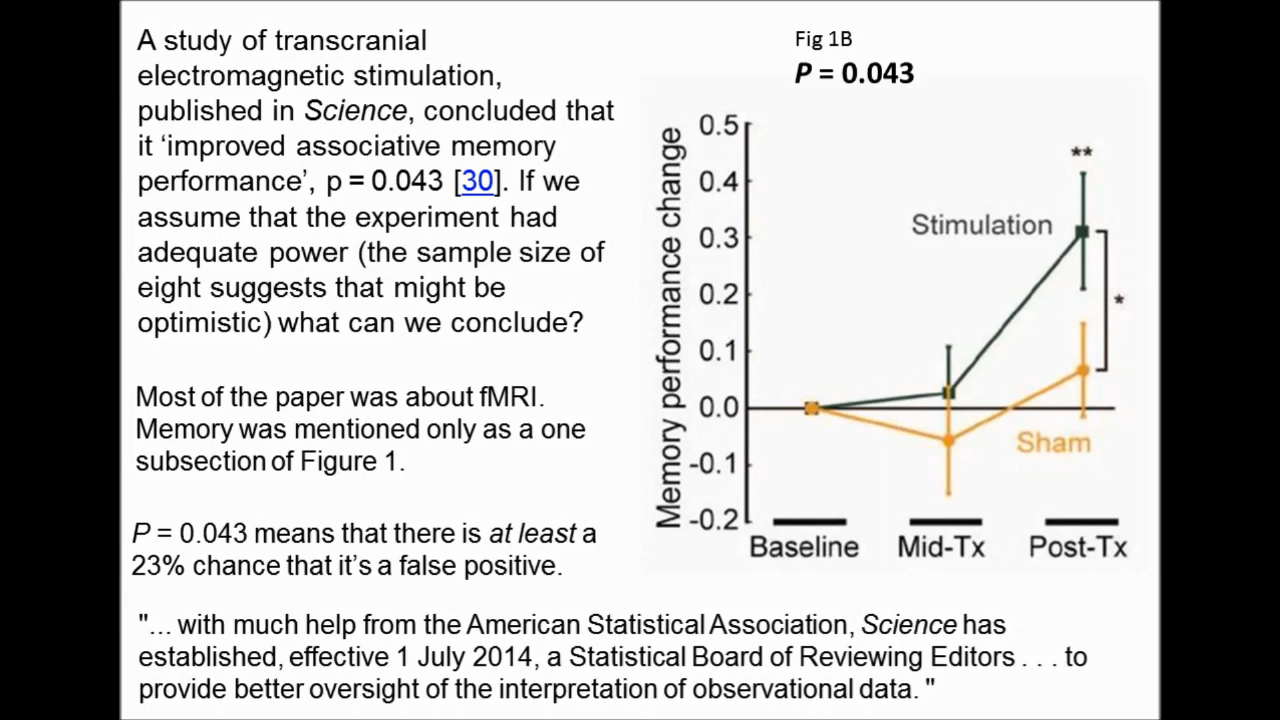 A study of transcranial
electromagnetic stimulation,
published in Science, concluded that
it ‘improved associative memory
performance’, p = 0.043 [30]. If we
assume that the experiment had
adequate power (the sample size of
eight suggests that might be
optimistic) what can we conclude?
Most of the paper was about fMRI.
Memory was mentioned only as a one
subsection of Figure 1.
P = 0.043 means that there is at least a
23% chance that it's a false positive.
Fig 1B
P = 0.043
Memory performance change
0.5
0.4
0.3
0.2
0.1
0.0
-0.1
-0.2
**
Stimulation
*
Sham
Baseline Mid-Tx Post-Tx
"... with much help from the American Statistical Association, Science has
established, effective 1 July 2014, a Statistical Board of Reviewing Editors . . . to
provide better oversight of the interpretation of observational data. "